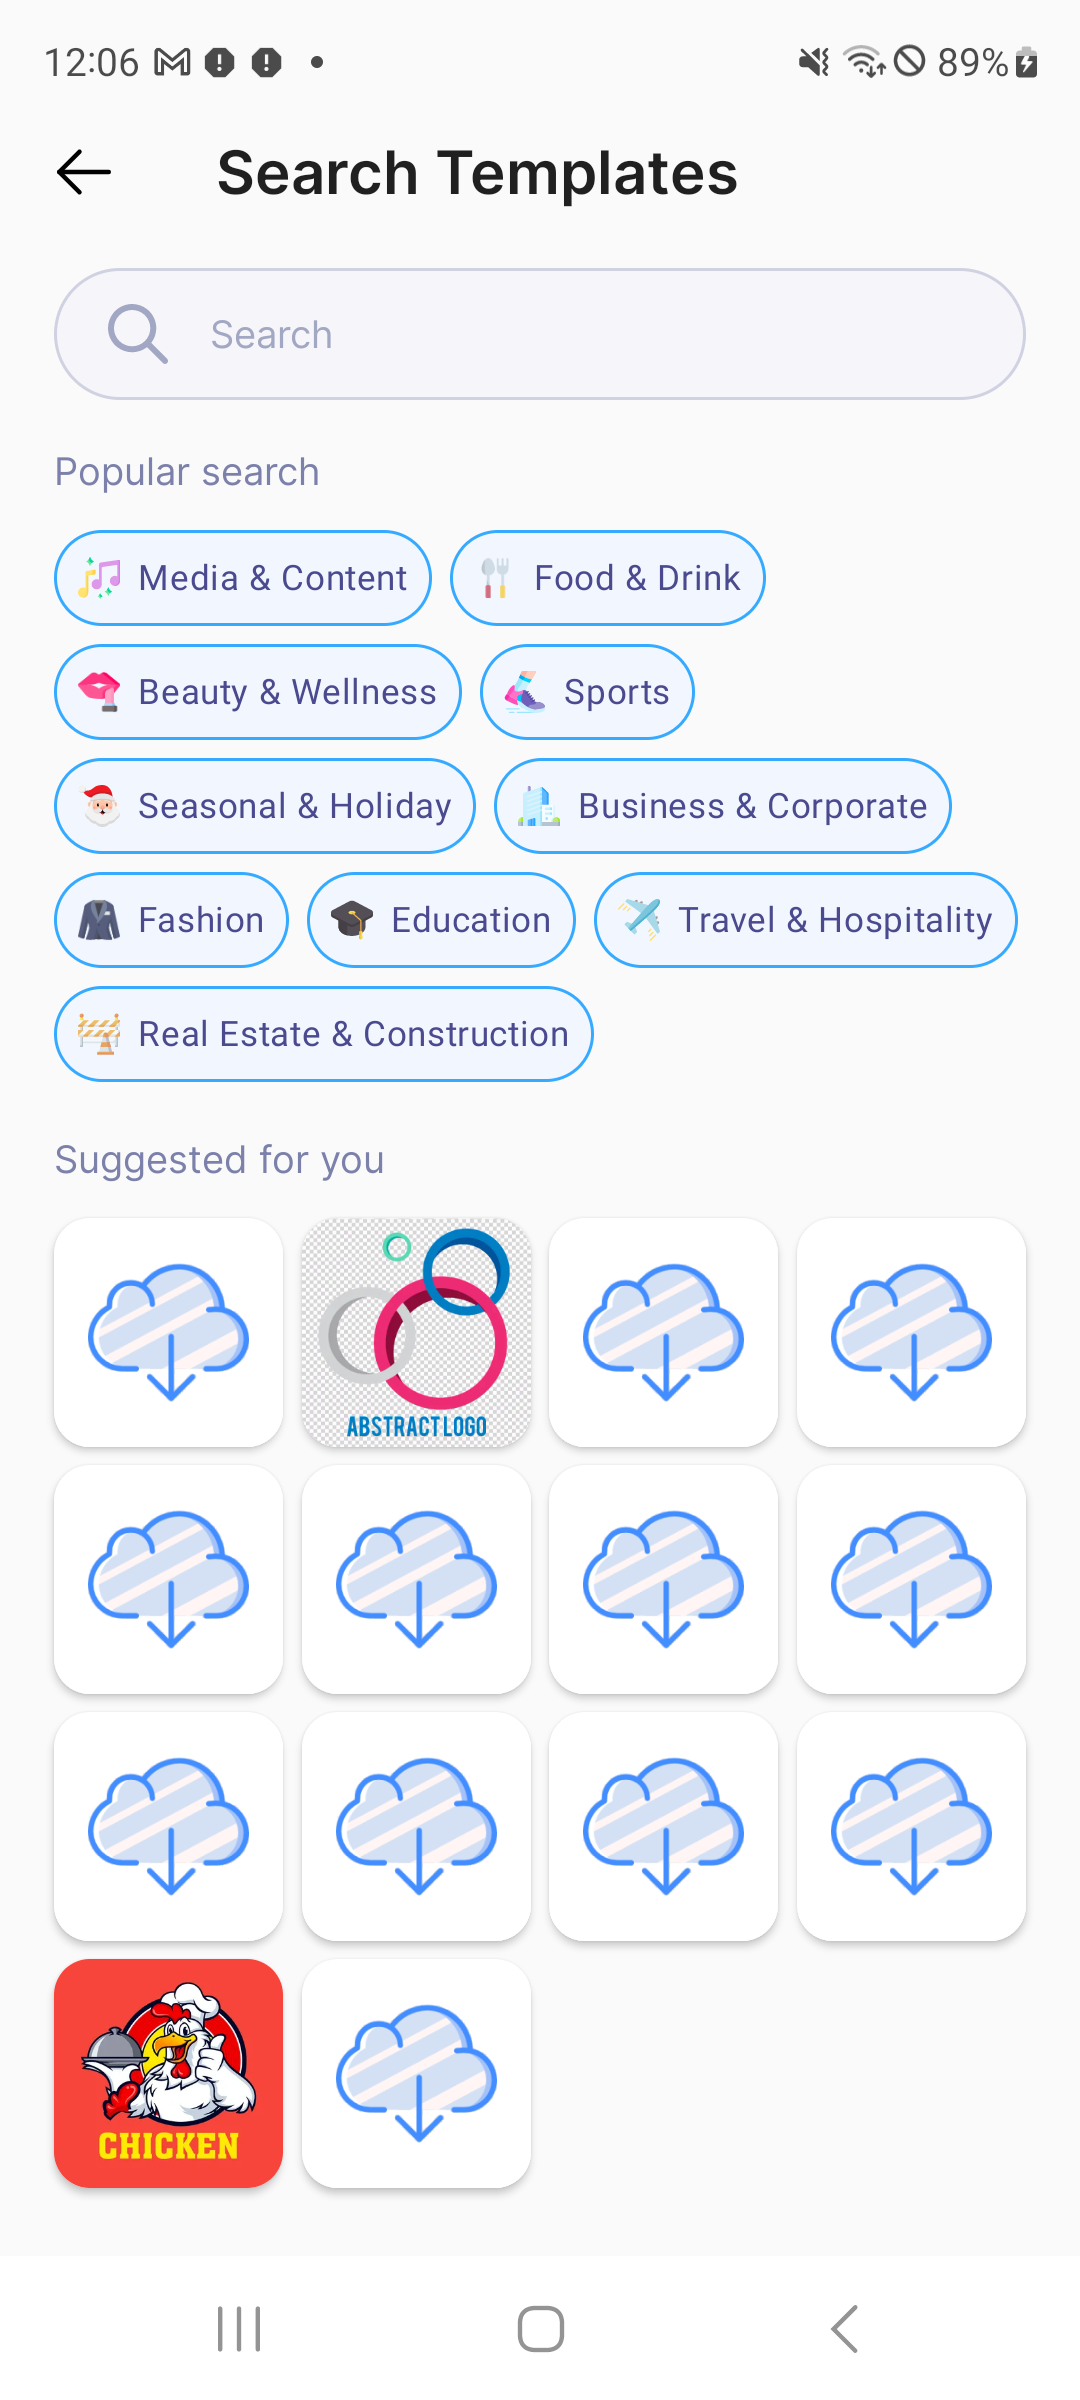 12:06 89%
Search Templates
Search
Popular search
Media & Content Food & Drink
Beauty & Wellness Sports
Seasonal & Holiday Business & Corporate
Fashion Education Travel & Hospitality
Real Estate & Construction
Suggested for you
ABSTRACT LOGO
CHICKEN